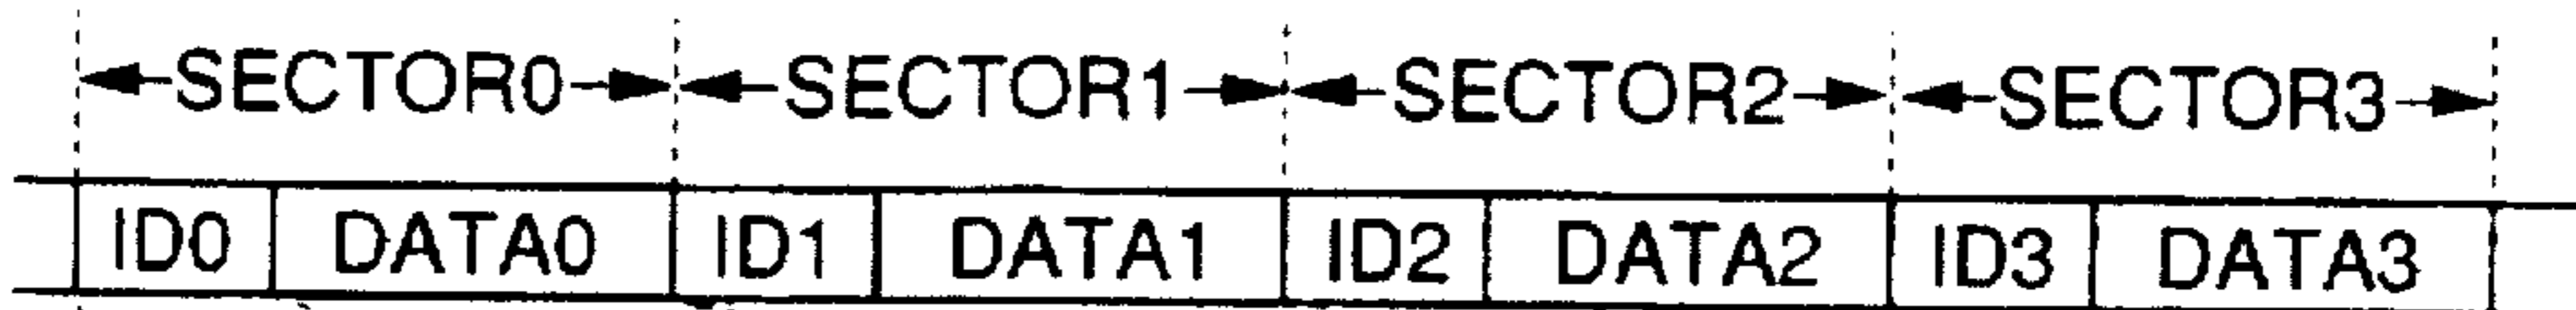 SECTOR0 SECTOR1 SECTOR2 SECTOR3
ID0 DATA0 ID1 DATA1 ID2 DATA2 ID3 DATA3